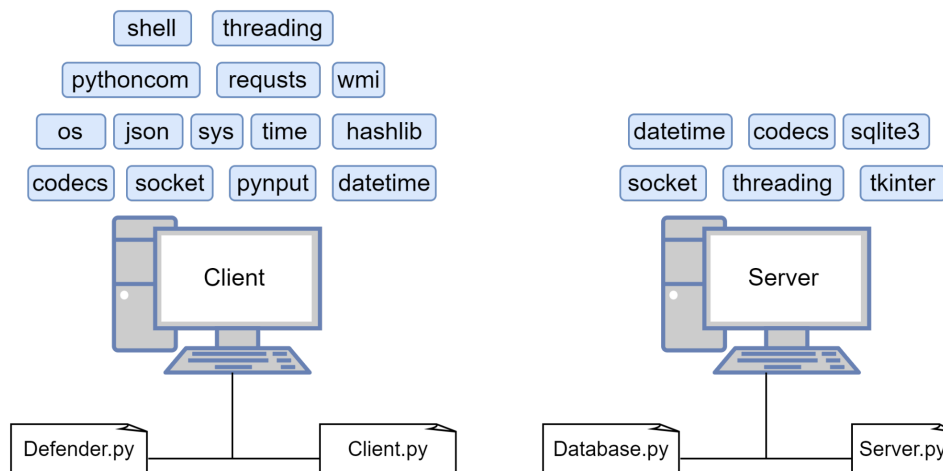 shell threading
pythoncom requsts wmi
os json sys time hashlib
codecs socket pynput datetime
Client
Defender.py Client.py
datetime codecs sqlite3
socket threading tkinter
Server
Database.py Server.py